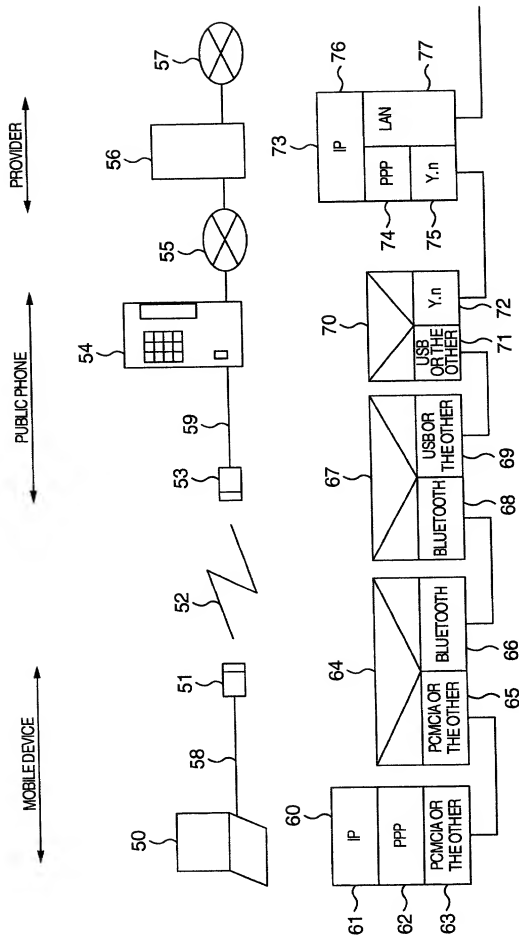 MOBILE DEVICE
PUBLIC PHONE
PROVIDER
50
58
51
52
53
59
54
55
56
57
60
61
IP
62
PPP
63
PCMCIA OR
THE OTHER
64
65
PCMCIA OR
THE OTHER
66
BLUETOOTH
67
68
BLUETOOTH
69
USB OR
THE OTHER
70
71
USB
OR THE
OTHER
72
Y.n
73
IP
76
74
PPP
75
Y.n
LAN
77